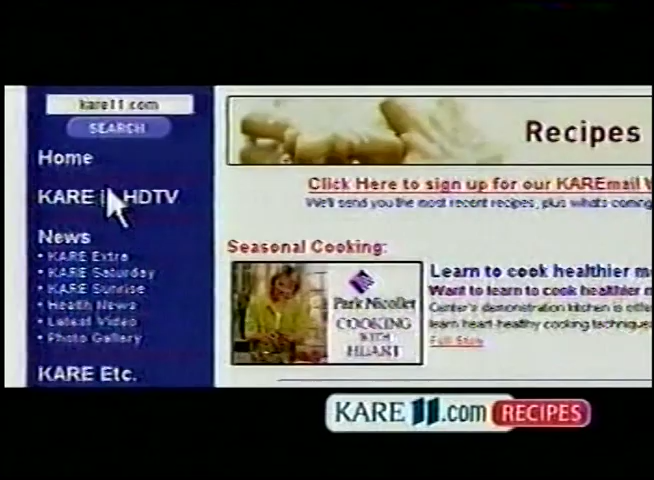 kare11.com
SEARCH
Home
KARE in HDTV
News
• KARE Extra
• KARE Saturday
• KARE Sunrise
• Health News
• Latest Video
• Photo Gallery
KARE Etc.
Recipes
Click Here to sign up for our KAREmail
We'll send you the most recent recipes, plus whats coming
Seasonal Cooking:
Park Nicollet
COOKING
WITH
HEART
Learn to cook healthier
Want to learn to cook healthier
Center's demonstration kitchen is
learn heart-healthy cooking
Full Story
KARE 11.com RECIPES